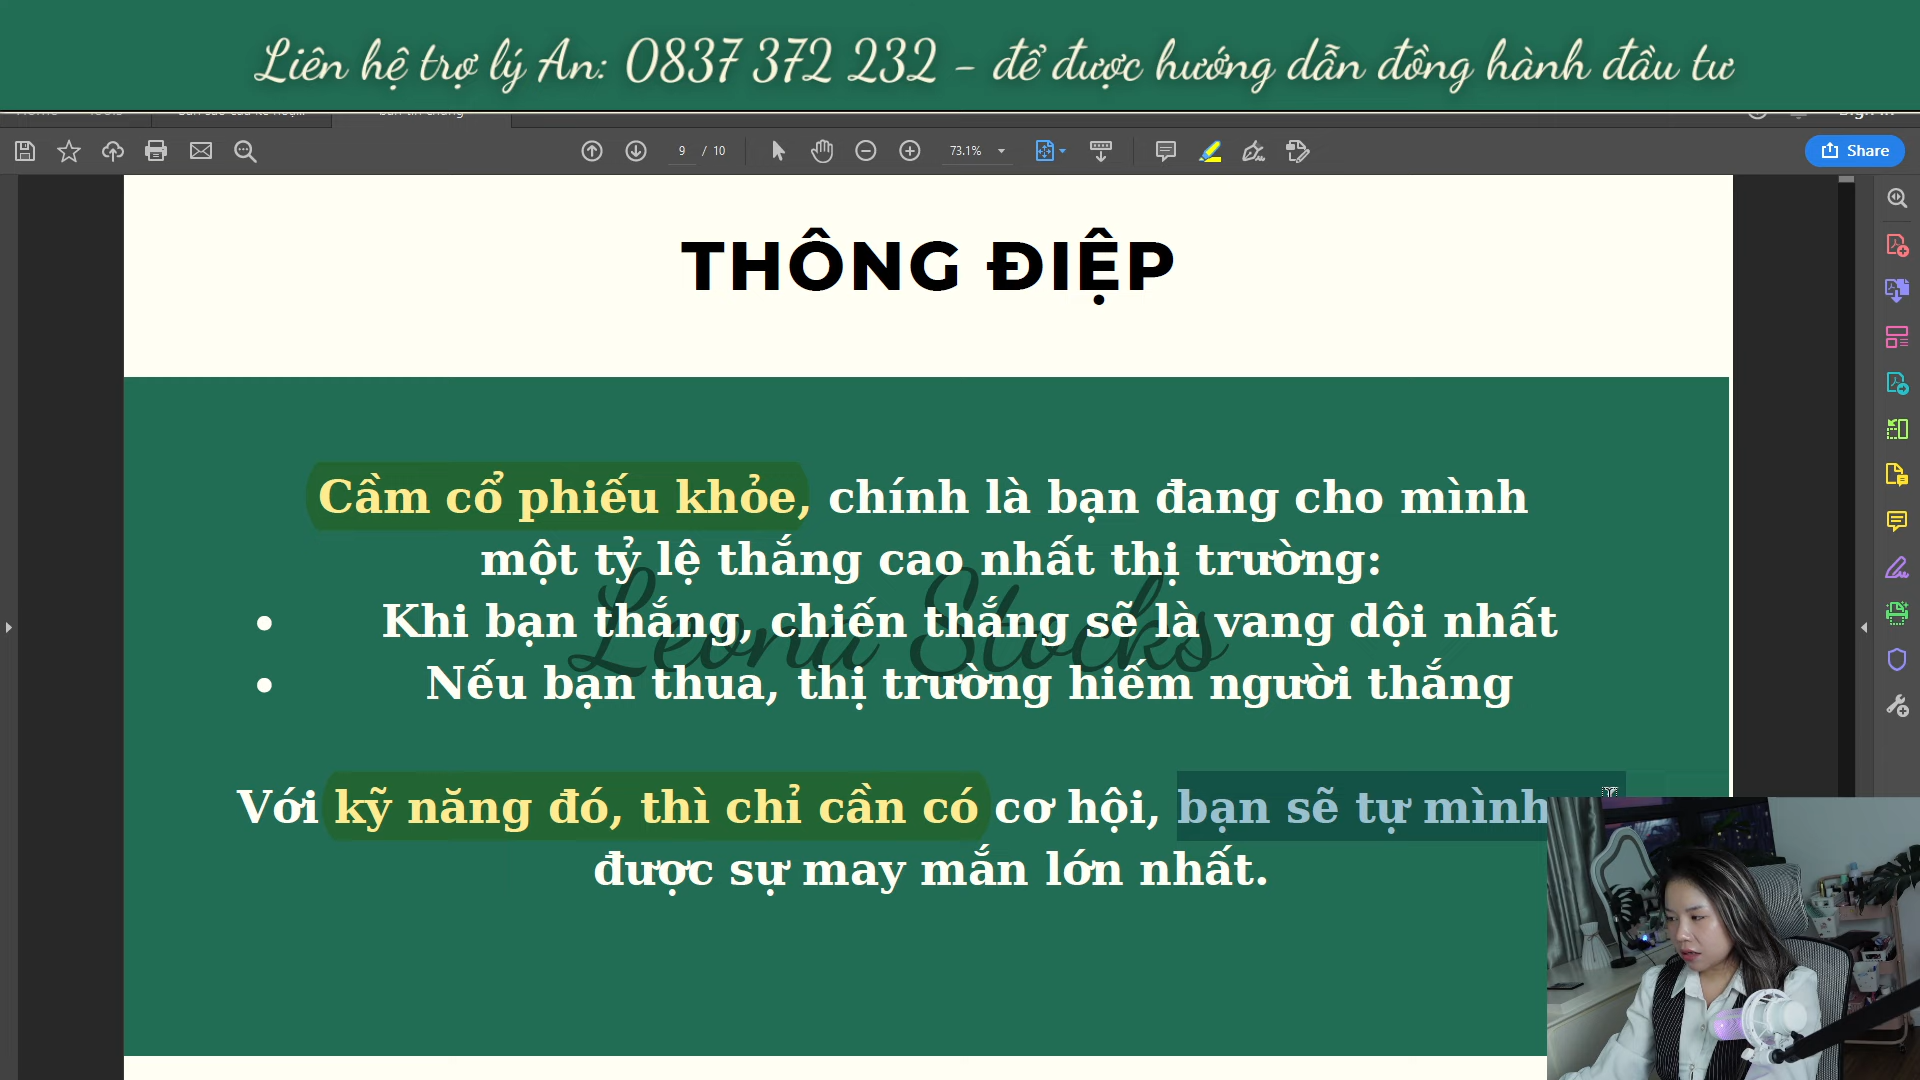 Liên hệ trợ lý An: 0837 372 232 - để được hướng dẫn đồng hành đầu tư
9 / 10
73.1%
Share
THÔNG ĐIỆP
Cầm cổ phiếu khỏe, chính là bạn đang cho mình
một tỷ lệ thắng cao nhất thị trường:
• Khi bạn thắng, chiến thắng sẽ là vang dội nhất
• Nếu bạn thua, thị trường hiếm người thắng
Leona Stocks
Với kỹ năng đó, thì chỉ cần có cơ hội, bạn sẽ tự mình
được sự may mắn lớn nhất.